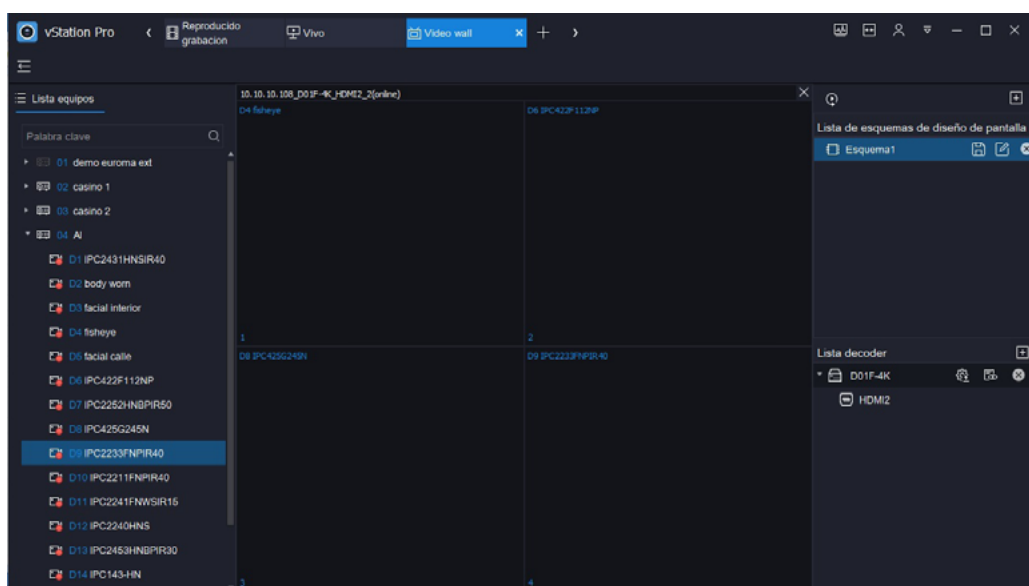 vStation Pro
Reproducido
grabacion
Vivo
Video wall
Lista equipos
Palabra clave
01 demo euroma ext
02 casino 1
03 casino 2
04 AI
D1 IPC2431HNSIR40
D2 body worn
D3 facial interior
D4 fisheye
D5 facial calle
D6 IPC422F112NP
D7 IPC2252HNBPIR50
D8 IPC425G245N
D9 IPC2233FNPIR40
D10 IPC2211FNPIR40
D11 IPC2241FNWSIR15
D12 IPC2240HNS
D13 IPC2453HNBPIR30
D14 IPC143-HN
10.10.10.108_D01F-4K_HDMI2_2(online)
D4 fisheye
D6 IPC422F112NP
1
2
D8 IPC425G245N
D9 IPC2233FNPIR40
3
4
Lista de esquemas de diseño de pantalla
Esquema1
Lista decoder
D01F-4K
HDMI2